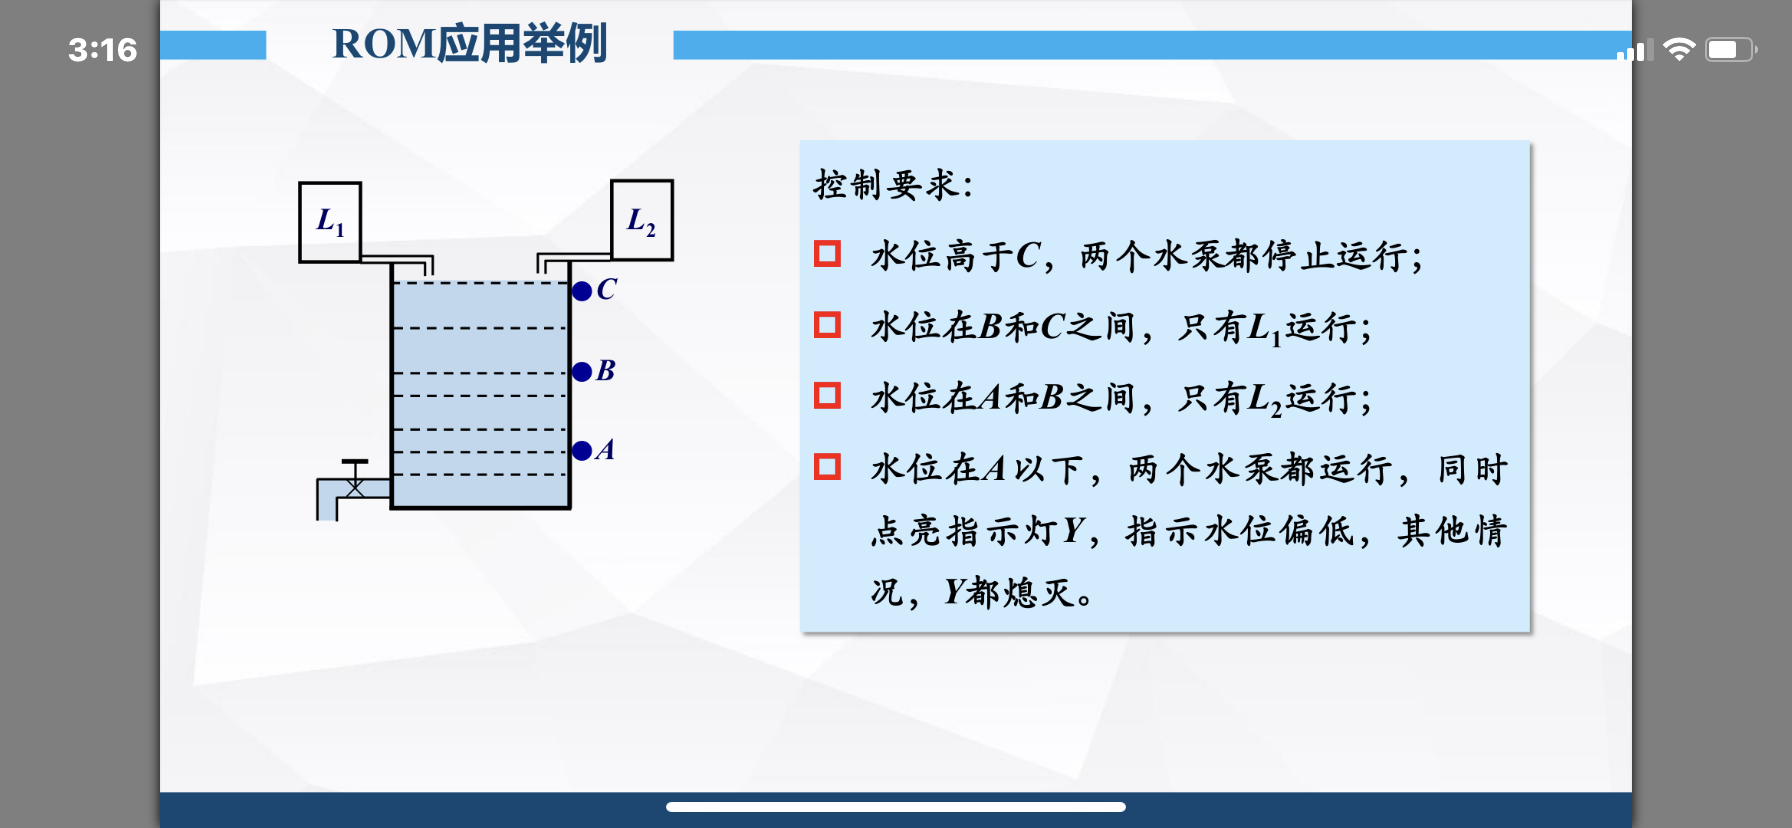 3:16
ROM应用举例
L1
L2
C
B
A
控制要求：
水位高于C，两个水泵都停止运行；
水位在B和C之间，只有L1运行；
水位在A和B之间，只有L2运行；
水位在A以下，两个水泵都运行，同时
点亮指示灯Y，指示水位偏低，其他情
况，Y都熄灭。